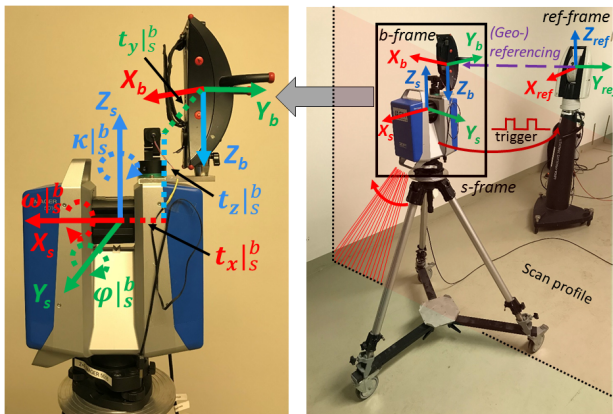 t_y|_s^b
X_b
Y_b
Z_s
Z_b
κ|_s^b
t_z|_s^b
ω|_s^b
X_s
t_x|_s^b
Y_s
φ|_s^b
ref-frame
b-frame
(Geo-)
referencing
Z_ref
Y_b
X_b
Z_s
X_ref
Y_ref
Z_b
X_s
Y_s
trigger
s-frame
Scan profile